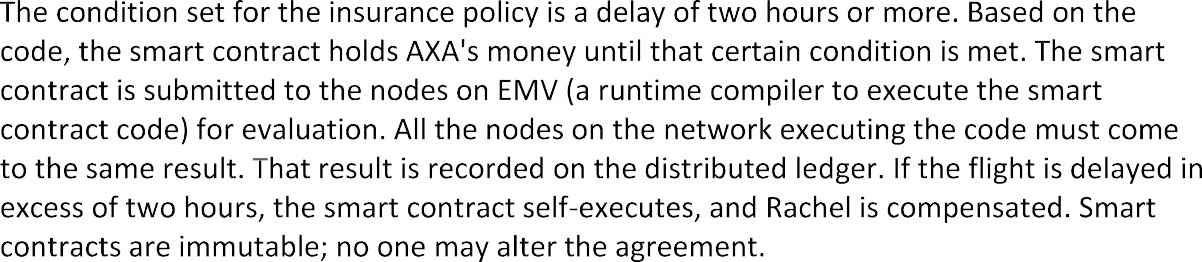 The condition set for the insurance policy is a delay of two hours or more. Based on the
code, the smart contract holds AXA's money until that certain condition is met. The smart
contract is submitted to the nodes on EMV (a runtime compiler to execute the smart
contract code) for evaluation. All the nodes on the network executing the code must come
to the same result. That result is recorded on the distributed ledger. If the flight is delayed in
excess of two hours, the smart contract self-executes, and Rachel is compensated. Smart
contracts are immutable; no one may alter the agreement.